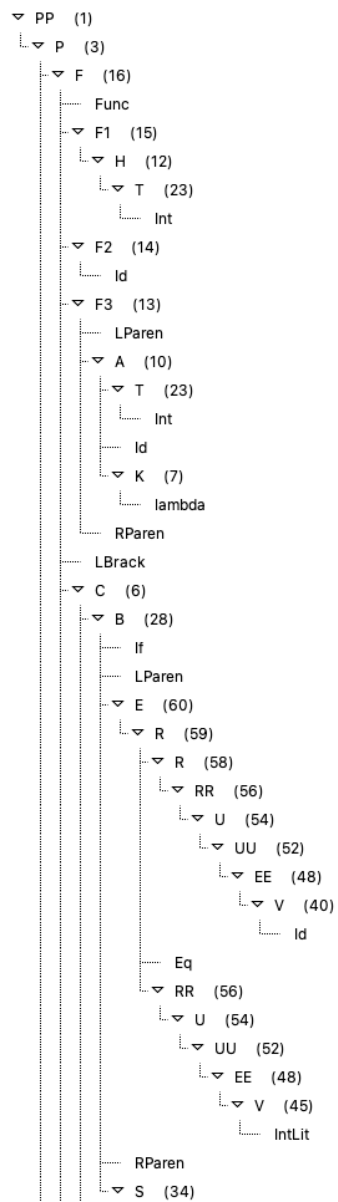 PP (1)
P (3)
F (16)
Func
F1 (15)
H (12)
T (23)
Int
F2 (14)
Id
F3 (13)
LParen
A (10)
T (23)
Int
Id
K (7)
lambda
RParen
LBrack
C (6)
B (28)
If
LParen
E (60)
R (59)
R (58)
RR (56)
U (54)
UU (52)
EE (48)
V (40)
Id
Eq
RR (56)
U (54)
UU (52)
EE (48)
V (45)
IntLit
RParen
S (34)